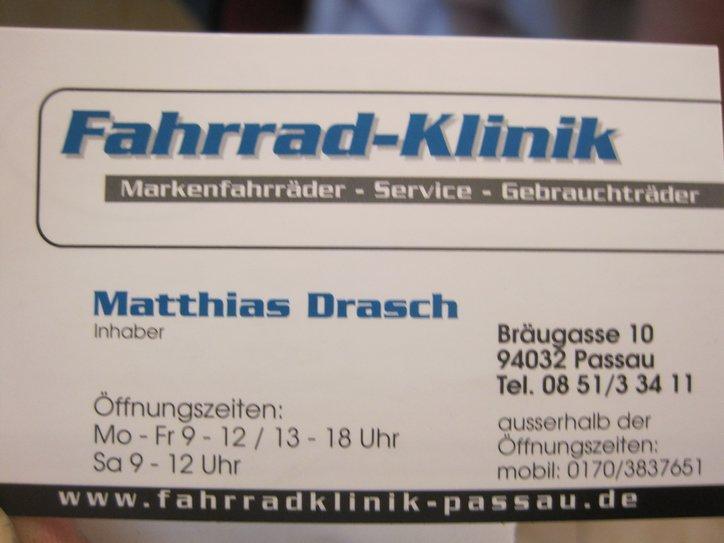 Fahrrad-Klinik
Markenfahrräder - Service - Gebrauchträder
Matthias Drasch
Inhaber
Öffnungszeiten:
Mo - Fr 9 - 12 / 13 - 18 Uhr
Sa 9 - 12 Uhr
Bräugasse 10
94032 Passau
Tel. 08 51/3 34 11
ausserhalb der
Öffnungszeiten:
mobil: 0170/3837651
www.fahrradklinik-passau.de